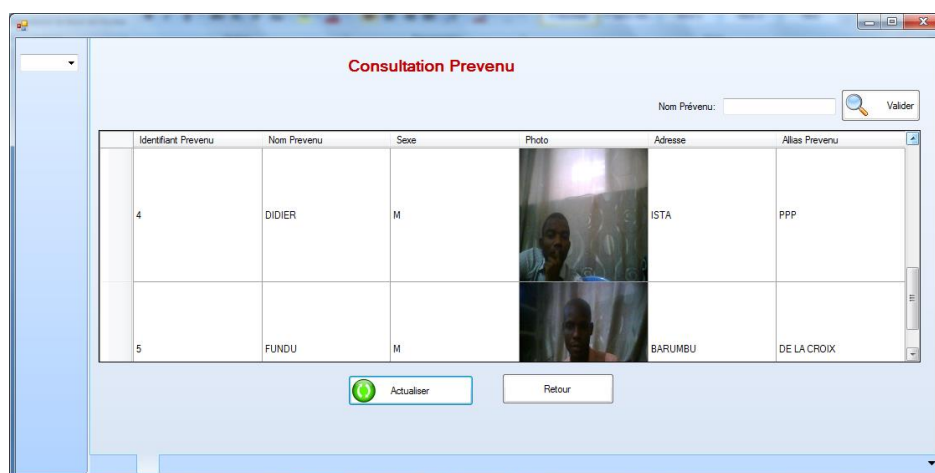 Consultation Prevenu
Nom Prévenu:
Valider
Identifiant Prevenu Nom Prevenu Sexe Photo Adresse Allias Prevenu
4 DIDIER M ISTA PPP
5 FUNDU M BARUMBU DE LA CROIX
Actualiser Retour